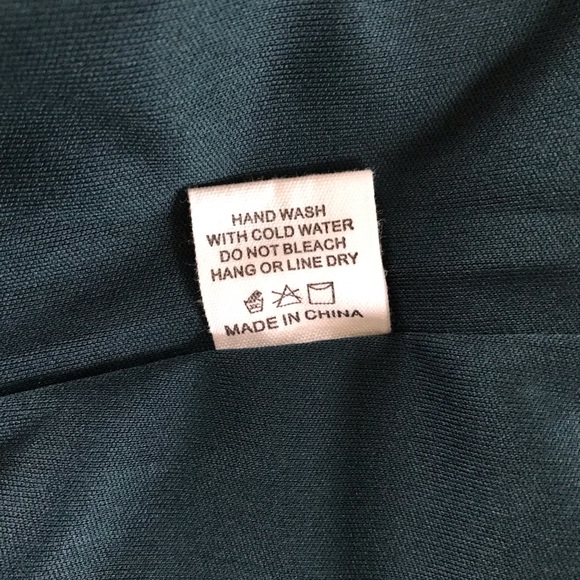 HAND WASH
WITH COLD WATER
DO NOT BLEACH
HANG OR LINE DRY
MADE IN CHINA